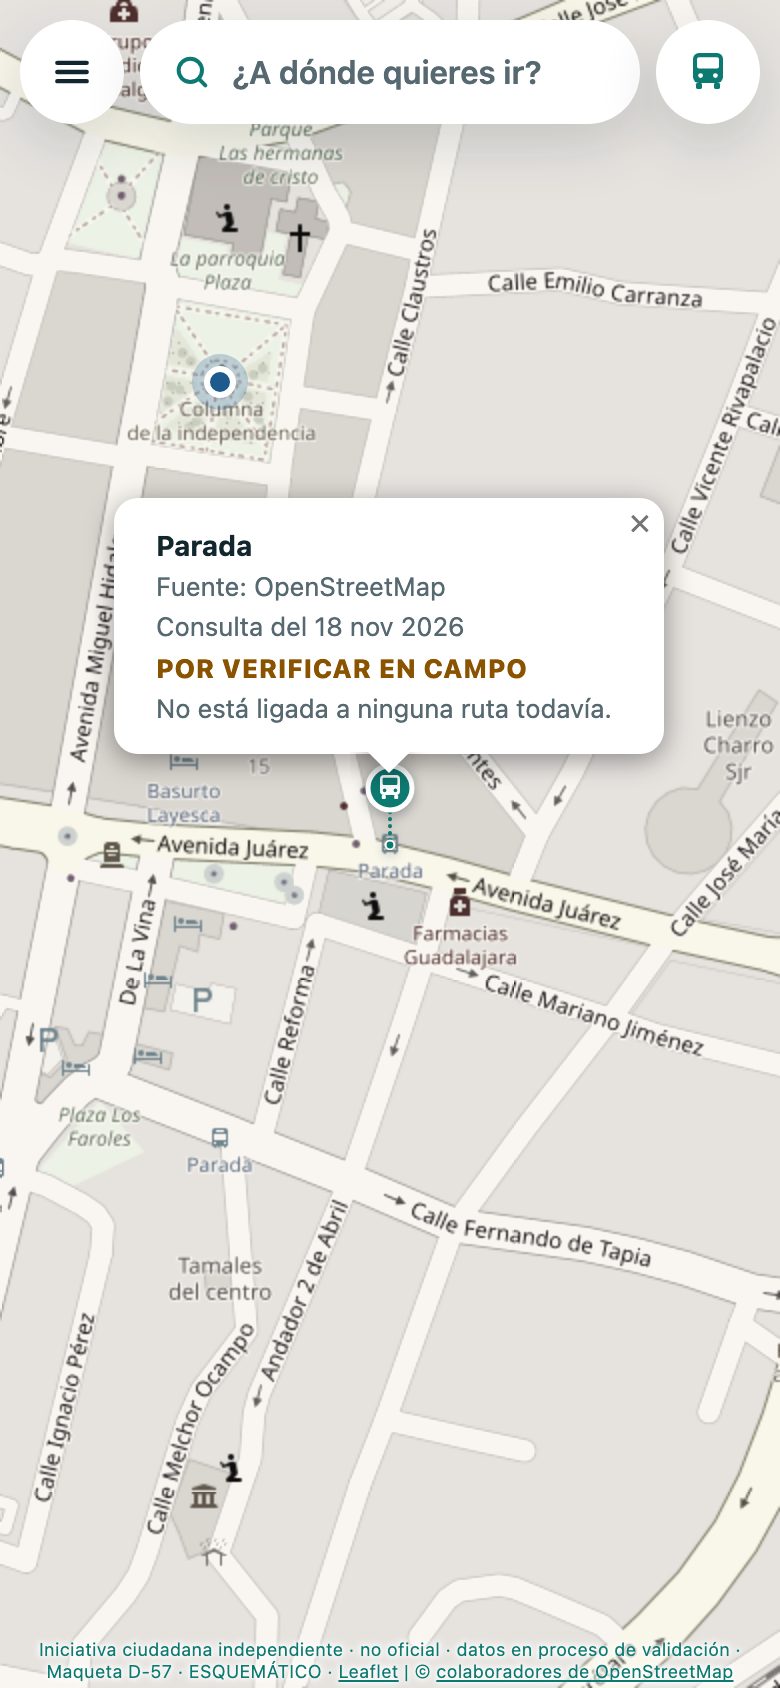 ¿A dónde quieres ir?
Parque
Las hermanas
de cristo
La parroquia
Plaza
Calle Claustros
Calle Emilio Carranza
Calle Vicente Rivapalacio
Columna
de la independencia
Avenida Miguel Hidal
Parada
Fuente: OpenStreetMap
Consulta del 18 nov 2026
POR VERIFICAR EN CAMPO
No está ligada a ninguna ruta todavía.
Lienzo
Charro
Sjr
15
ntes
Basurto
Layesca
Avenida Juárez
Parada
Avenida Juárez
Calle José María
Farmacias
Guadalajara
De La Vina
P
Calle Reforma
Calle Mariano Jiménez
P
Plaza Los
Faroles
Parada
Calle Fernando de Tapia
Andador 2 de Abril
Tamales
del centro
Calle Ignacio Pérez
Calle Melchor Ocampo
Iniciativa ciudadana independiente · no oficial · datos en proceso de validación ·
Maqueta D-57 · ESQUEMÁTICO · Leaflet | © colaboradores de OpenStreetMap